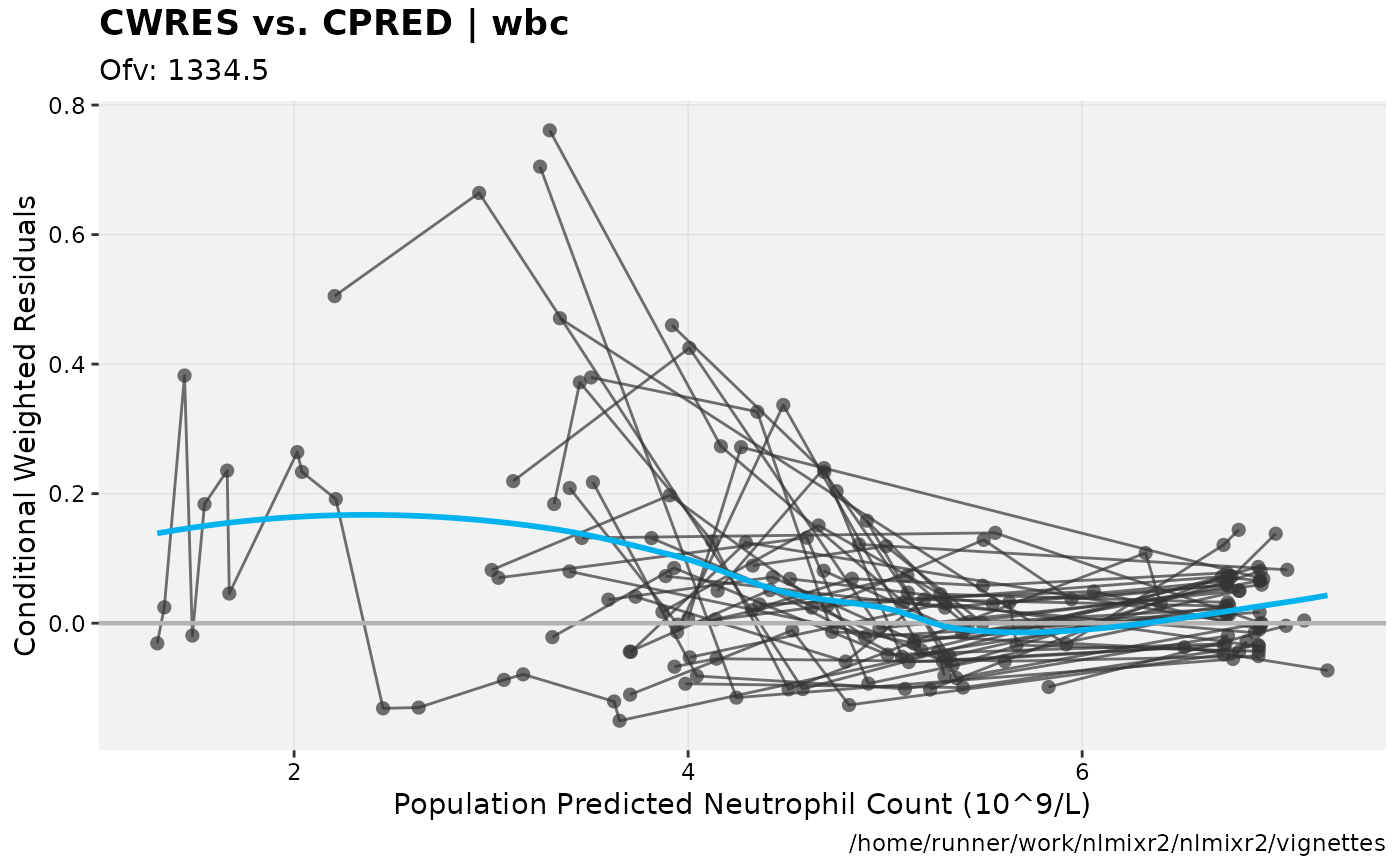 CWRES vs. CPRED | wbc
Ofv: 1334.5
0.8
0.6
0.4
0.2
0.0
Conditional Weighted Residuals
2
4
6
Population Predicted Neutrophil Count (10^9/L)
/home/runner/work/nlmixr2/nlmixr2/vignettes